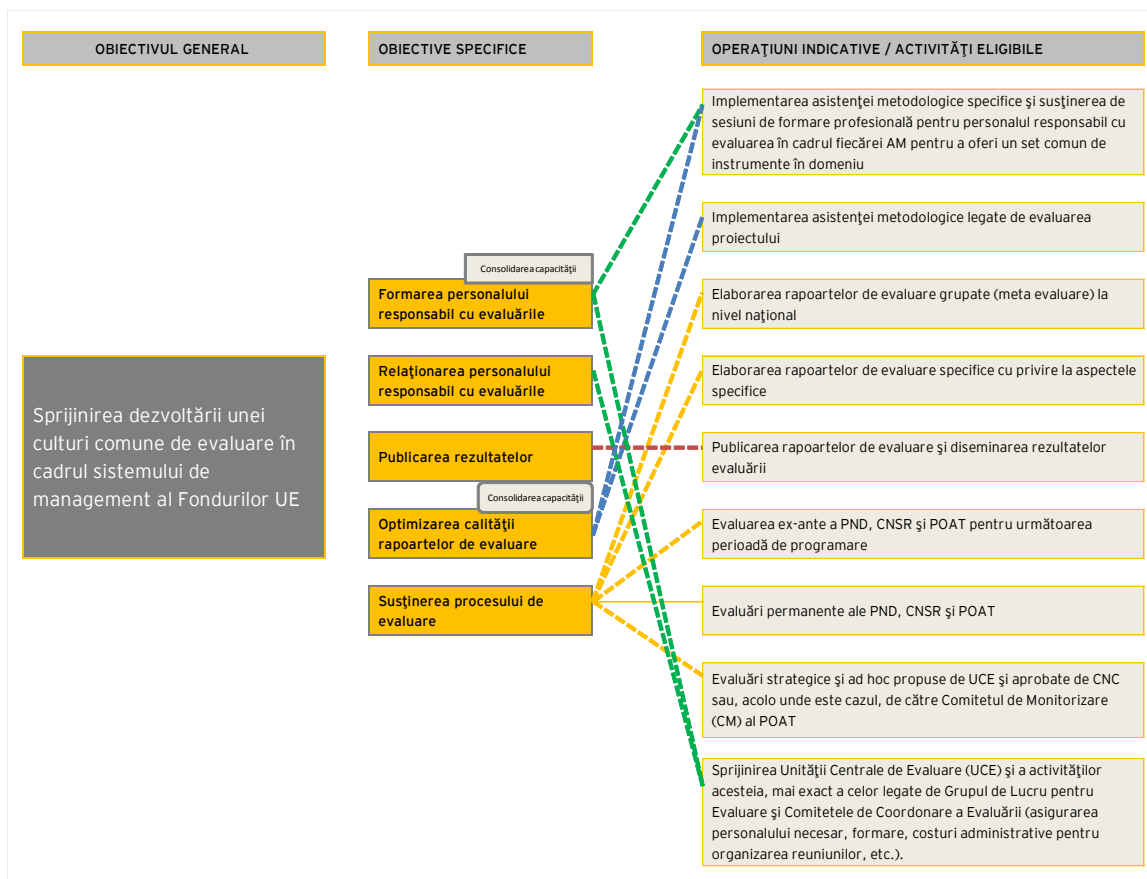 OBIECTIVUL GENERAL
OBIECTIVE SPECIFICE
OPERAŢIUNI INDICATIVE / ACTIVITĂŢI ELIGIBILE
Sprijinirea dezvoltării unei
culturi comune de evaluare în
cadrul sistemului de
management al Fondurilor UE
Consolidarea capacităţii
Formarea personalului
responsabil cu evaluările
Relaţionarea personalului
responsabil cu evaluările
Publicarea rezultatelor
Consolidarea capacităţii
Optimizarea calităţii
rapoartelor de evaluare
Susţinerea procesului de
evaluare
Implementarea asistenţei metodologice specifice şi susţinerea de
sesiuni de formare profesională pentru personalul responsabil cu
evaluarea în cadrul fiecărei AM pentru a oferi un set comun de
instrumente în domeniu
Implementarea asistenţei metodologice legate de evaluarea
proiectului
Elaborarea rapoartelor de evaluare grupate (meta evaluare) la
nivel naţional
Elaborarea rapoartelor de evaluare specifice cu privire la aspectele
specifice
Publicarea rapoartelor de evaluare şi diseminarea rezultatelor
evaluării
Evaluarea ex-ante a PND, CNSR şi POAT pentru următoarea
perioadă de programare
Evaluări permanente ale PND, CNSR şi POAT
Evaluări strategice şi ad hoc propuse de UCE şi aprobate de CNC
sau, acolo unde este cazul, de către Comitetul de Monitorizare
(CM) al POAT
Sprijinirea Unităţii Centrale de Evaluare (UCE) şi a activităţilor
acesteia, mai exact a celor legate de Grupul de Lucru pentru
Evaluare şi Comitetele de Coordonare a Evaluării (asigurarea
personalului necesar, formare, costuri administrative pentru
organizarea reuniunilor, etc.).